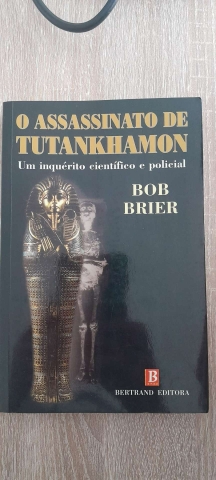 O ASSASSINATO DE
TUTANKHAMON
Um inquérito científico e policial
BOB
BRIER
B
BERTRAND EDITORA